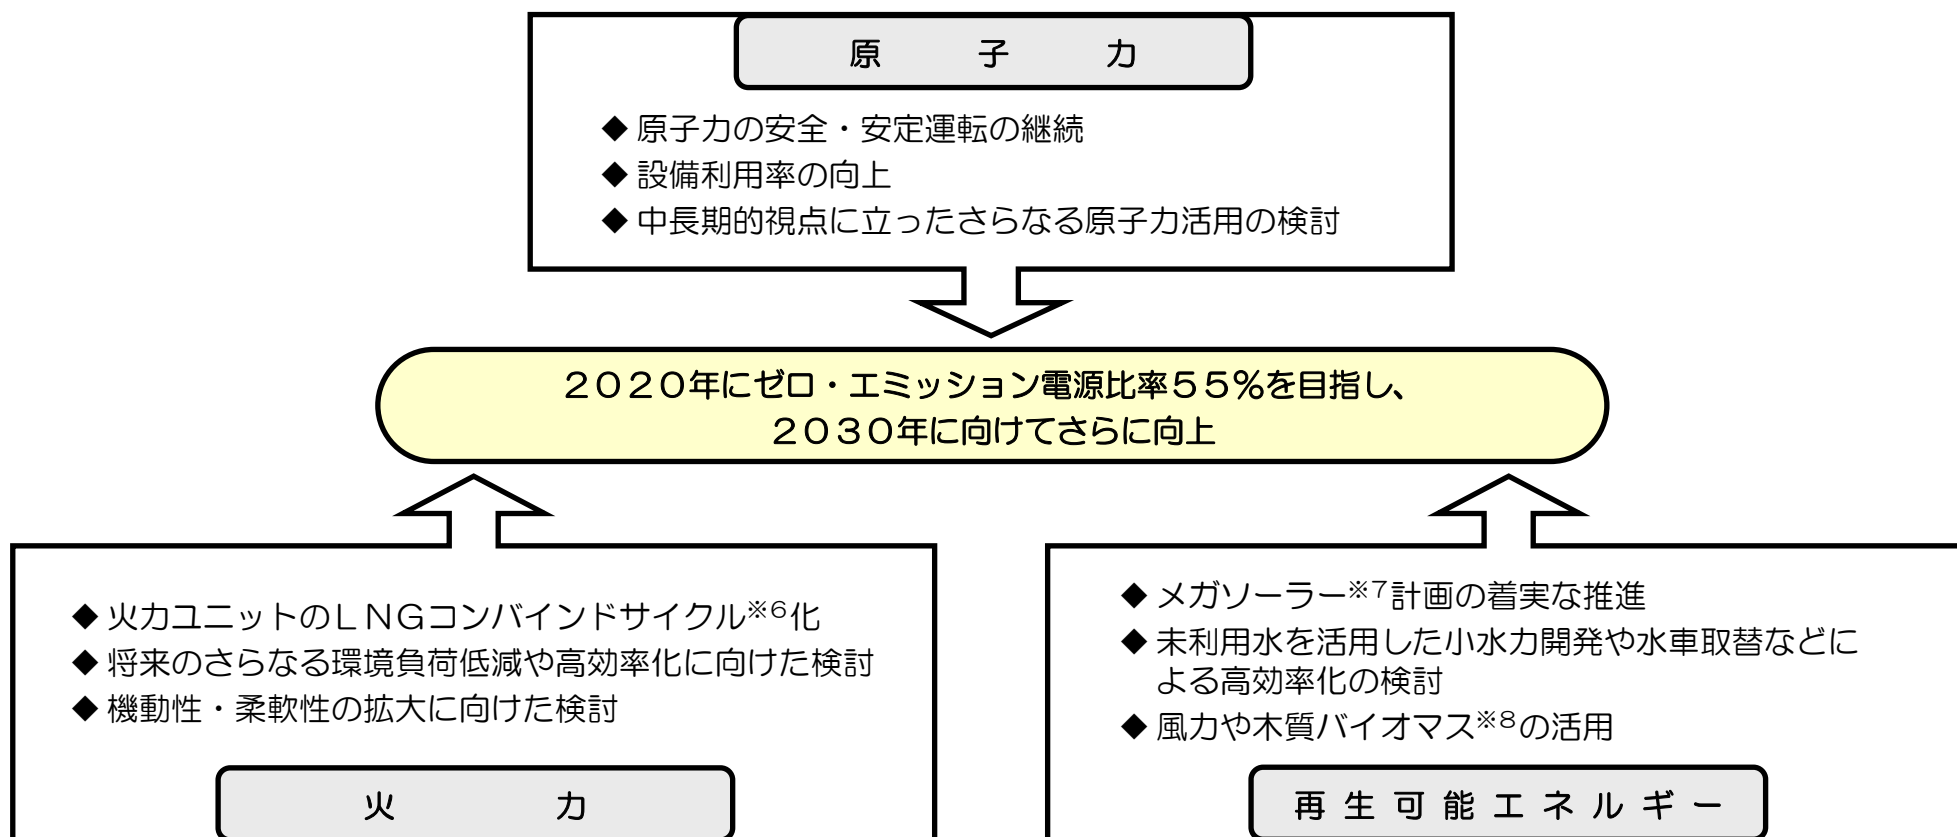 原子力
◆ 原子力の安全・安定運転の継続
◆ 設備利用率の向上
◆ 中長期的視点に立ったさらなる原子力活用の検討
２０２０年にゼロ・エミッション電源比率５５％を目指し、
２０３０年に向けてさらに向上
◆ 火力ユニットのＬＮＧコンバインドサイクル※６化
◆ 将来のさらなる環境負荷低減や高効率化に向けた検討
◆ 機動性・柔軟性の拡大に向けた検討
火力
◆ メガソーラー※７計画の着実な推進
◆ 未利用水を活用した小水力開発や水車取替などに
よる高効率化の検討
◆ 風力や木質バイオマス※８の活用
再生可能エネルギー